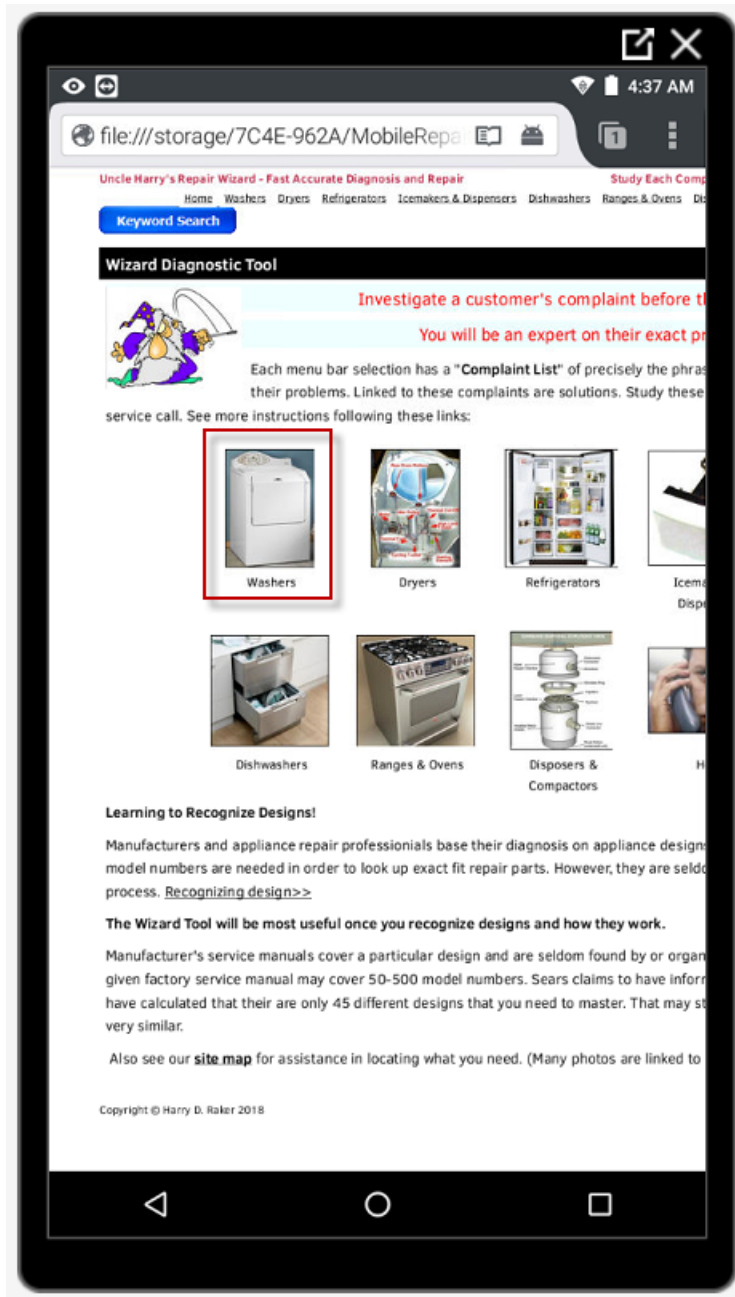 4:37 AM
file:///storage/7C4E-962A/MobileRepa
1
Uncle Harry's Repair Wizard - Fast Accurate Diagnosis and Repair Study Each Comp
Home Washers Dryers Refrigerators Icemakers & Dispensers Dishwashers Ranges & Ovens Dis
Keyword Search
Wizard Diagnostic Tool
Investigate a customer's complaint before t
You will be an expert on their exact pr
Each menu bar selection has a "Complaint List" of precisely the phras
their problems. Linked to these complaints are solutions. Study these
service call. See more instructions following these links:
Washers Dryers Refrigerators Icema
Dispe
Dishwashers Ranges & Ovens Disposers & H
Compactors
Learning to Recognize Designs!
Manufacturers and appliance repair professionals base their diagnosis on appliance design
model numbers are needed in order to look up exact fit repair parts. However, they are seldo
process. Recognizing design>>
The Wizard Tool will be most useful once you recognize designs and how they work.
Manufacturer's service manuals cover a particular design and are seldom found by or organ
given factory service manual may cover 50-500 model numbers. Sears claims to have inform
have calculated that their are only 45 different designs that you need to master. That may st
very similar.
Also see our site map for assistance in locating what you need. (Many photos are linked to
Copyright © Harry D. Raker 2018